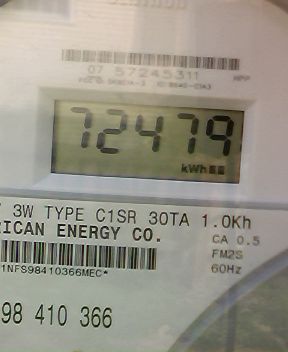 07 57245311
72479
kWh
3W TYPE C1SR 30TA 1.0Kh
RICAN ENERGY CO.
CA 0.5
FM2S
1NFS98410366MEC*
60Hz
98 410 366